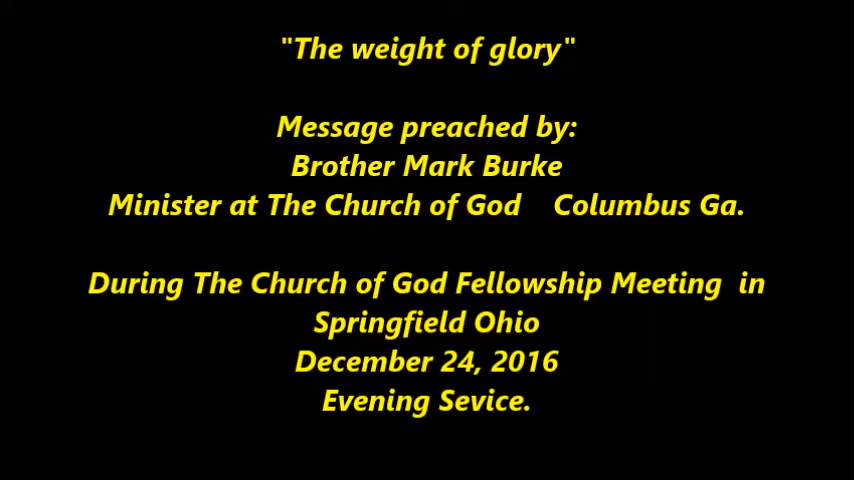 "The weight of glory"
Message preached by:
Brother Mark Burke
Minister at The Church of God    Columbus Ga.
During The Church of God Fellowship Meeting  in
Springfield Ohio
December 24, 2016
Evening Sevice.